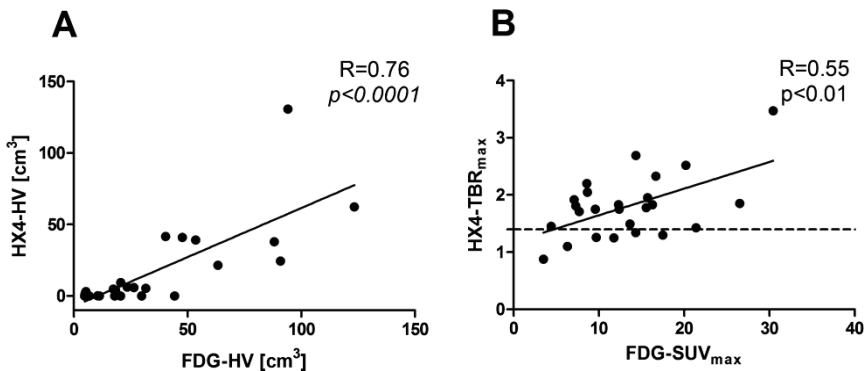 A
R=0.76
p<0.0001
HX4-HV [cm³]
150
100
50
0
0
50
100
150
FDG-HV [cm³]
B
R=0.55
p<0.01
HX4-TBRmax
4
3
2
1
0
0
10
20
30
40
FDG-SUVmax